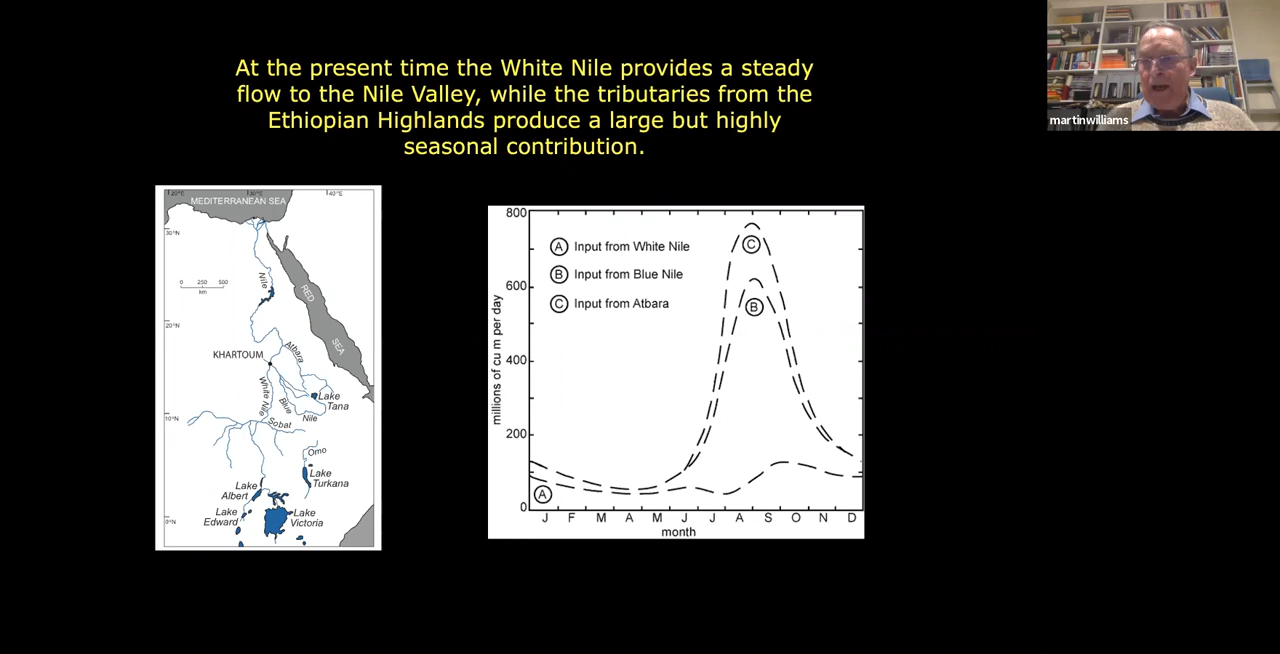 At the present time the White Nile provides a steady
flow to the Nile Valley, while the tributaries from the
Ethiopian Highlands produce a large but highly
seasonal contribution.
martinwilliams
20°E 30°E 40°E
MEDITERRANEAN SEA
30°N
0 250 500
km
Nile
RED
SEA
20°N
KHARTOUM
Atbara
White Nile
Blue
Nile
Lake
Tana
10°N
Sobat
Omo
Lake
Turkana
Lake
Albert
Lake
Edward
Lake
Victoria
0°N
800
600
400
200
0
millions of cu m per day
A Input from White Nile
B Input from Blue Nile
C Input from Atbara
C
B
A
J F M A M J J A S O N D
month